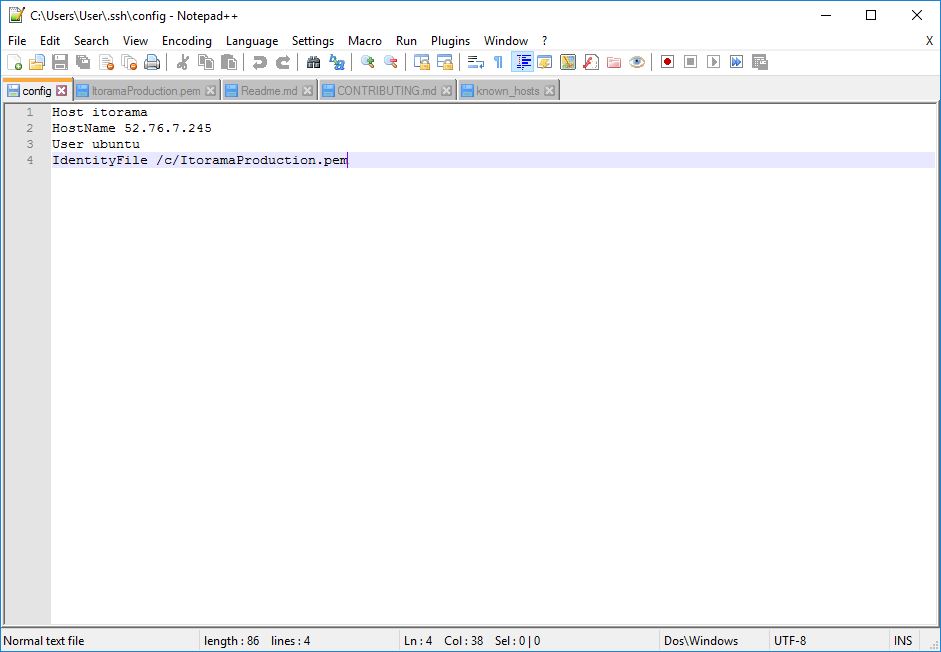 C:\Users\User\.ssh\config - Notepad++
File Edit Search View Encoding Language Settings Macro Run Plugins Window ? X
config ItoramaProduction.pem Readme.md CONTRIBUTING.md known_hosts
1 Host itorama
2 HostName 52.76.7.245
3 User ubuntu
4 IdentityFile /c/ItoramaProduction.pem
Normal text file length : 86 lines : 4 Ln : 4 Col : 38 Sel : 0 | 0 Dos\Windows UTF-8 INS